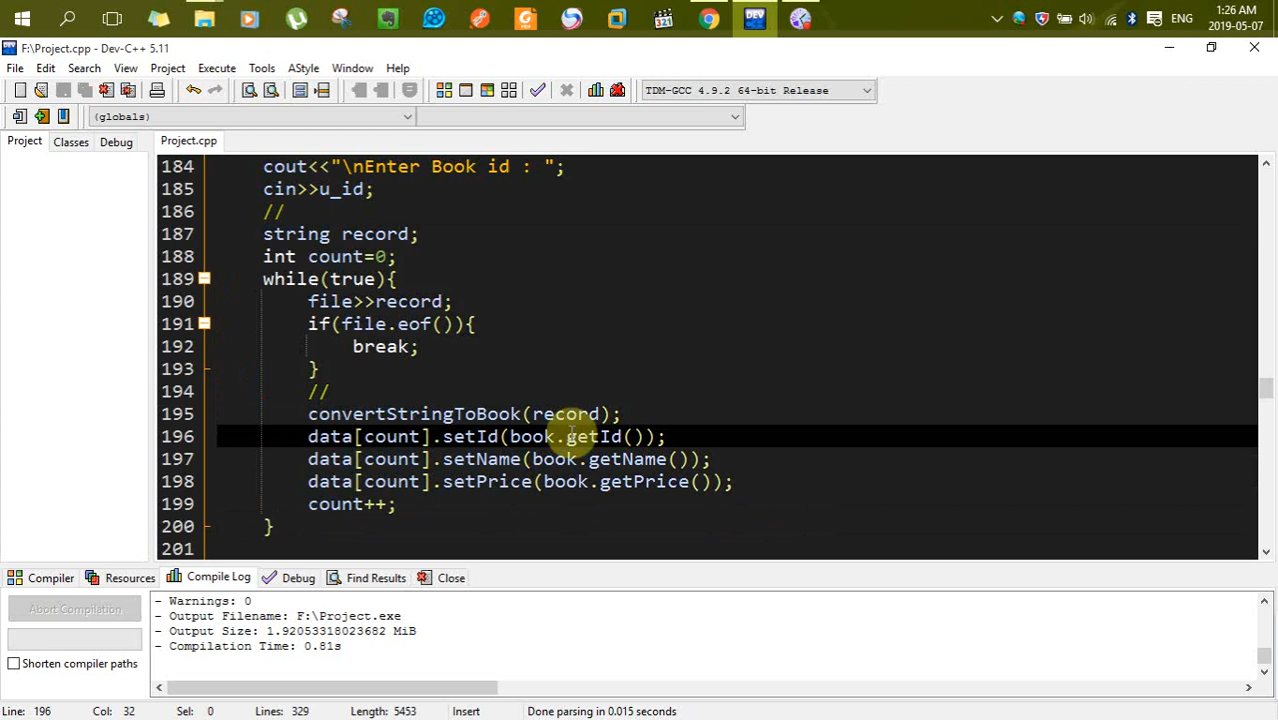 1:26 AM
ENG
2019-05-07
DEV
321
F:\Project.cpp - Dev-C++ 5.11
File Edit Search View Project Execute Tools AStyle Window Help
TDM-GCC 4.9.2 64-bit Release
(globals)
Project Classes Debug Project.cpp
184 cout<<"\nEnter Book id : ";
185 cin>>u_id;
186 //
187 string record;
188 int count=0;
189 while(true){
190 file>>record;
191 if(file.eof()){
192 break;
193 }
194 //
195 convertStringToBook(record);
196 data[count].setId(book.getId());
197 data[count].setName(book.getName());
198 data[count].setPrice(book.getPrice());
199 count++;
200 }
201
Compiler Resources Compile Log Debug Find Results Close
Abort Compilation
Shorten compiler paths
- Warnings: 0
- Output Filename: F:\Project.exe
- Output Size: 1.92053318023682 MiB
- Compilation Time: 0.81s
Line: 196 Col: 32 Sel: 0 Lines: 329 Length: 5453 Insert Done parsing in 0.015 seconds